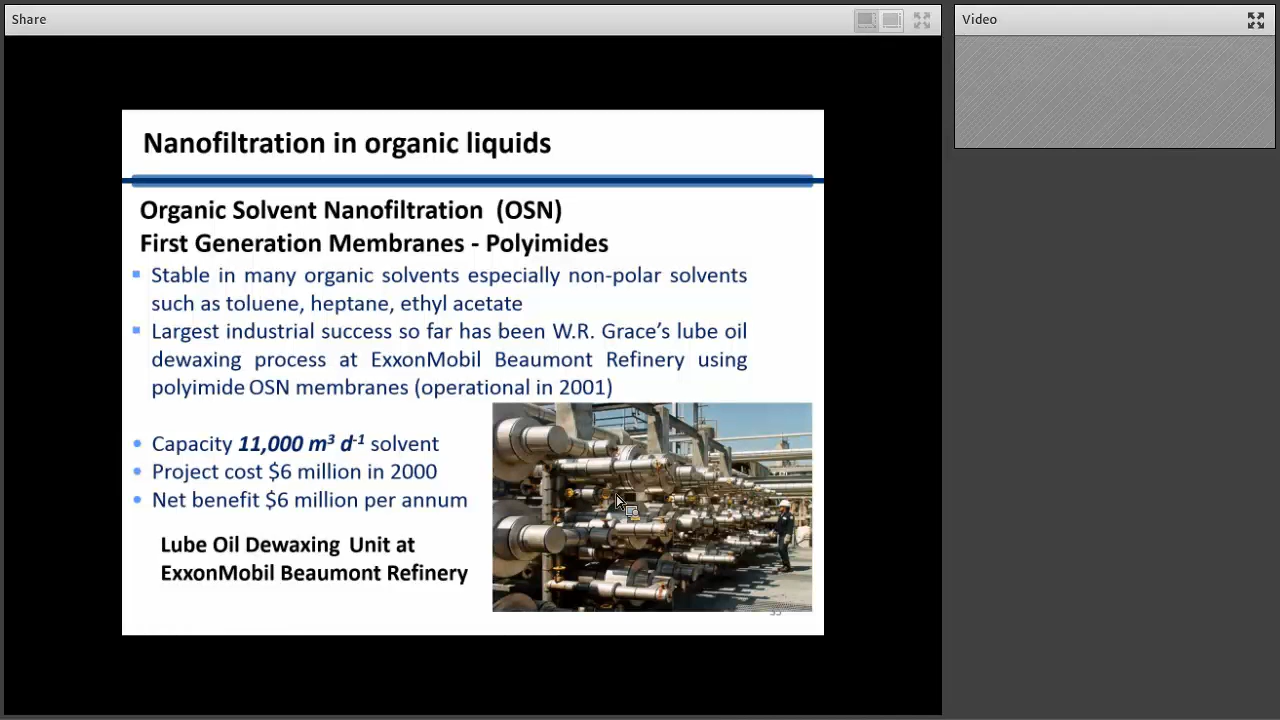 Share
Video
Nanofiltration in organic liquids
Organic Solvent Nanofiltration (OSN)
First Generation Membranes - Polyimides
Stable in many organic solvents especially non-polar solvents
such as toluene, heptane, ethyl acetate
Largest industrial success so far has been W.R. Grace's lube oil
dewaxing process at ExxonMobil Beaumont Refinery using
polyimide OSN membranes (operational in 2001)
Capacity 11,000 m³ d⁻¹ solvent
Project cost $6 million in 2000
Net benefit $6 million per annum
Lube Oil Dewaxing Unit at
ExxonMobil Beaumont Refinery